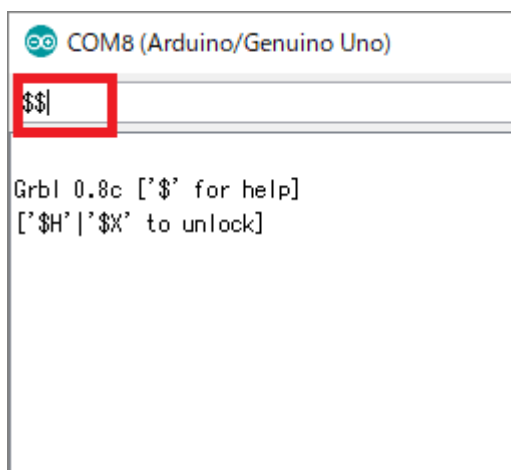 COM8 (Arduino/Genuino Uno)
$$
Grbl 0.8c ['$' for help]
['$H'|'$X' to unlock]